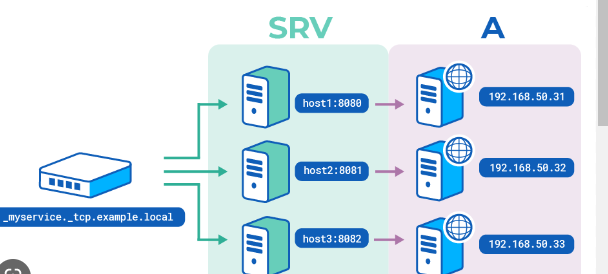 SRV
A
host1:8080
192.168.50.31
host2:8081
192.168.50.32
_myservice._tcp.example.local
host3:8082
192.168.50.33